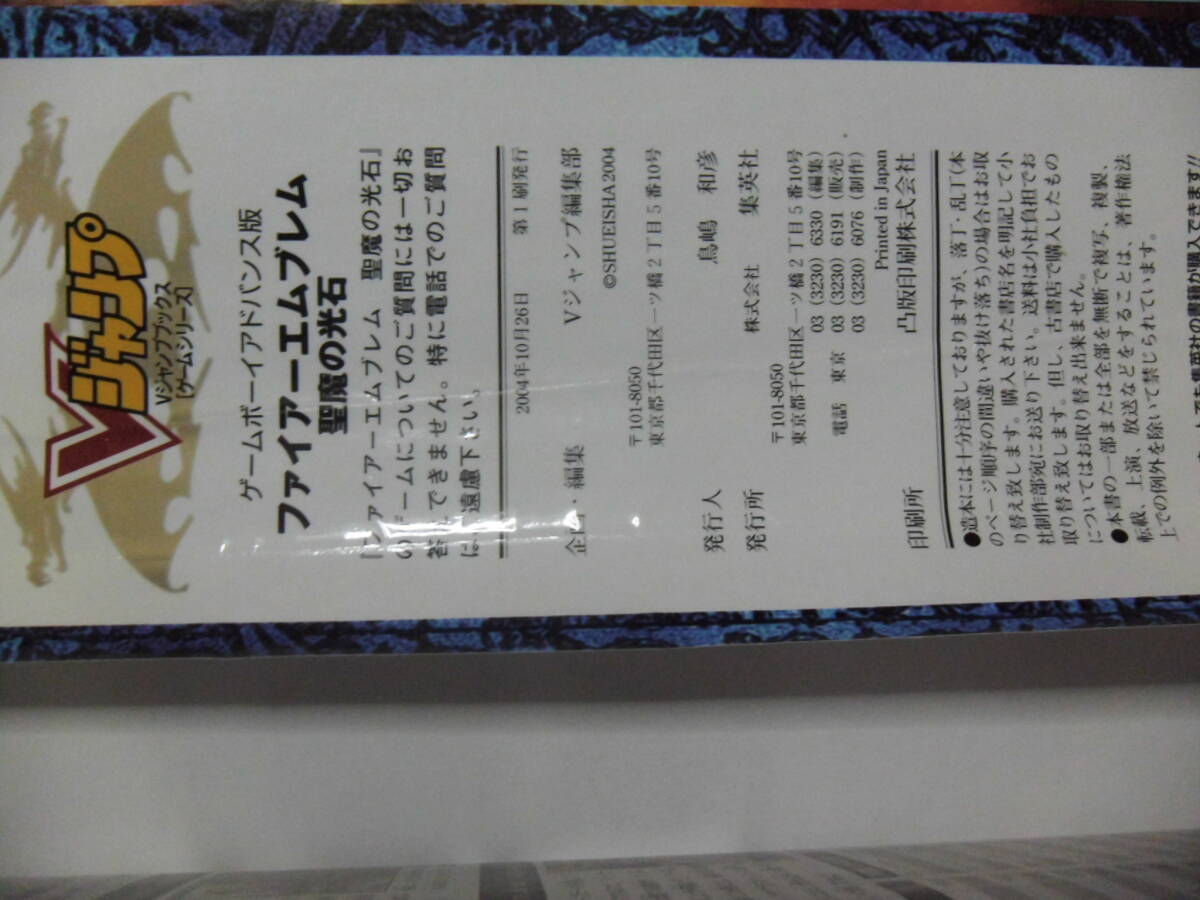 Vジャンプ
Vジャンプブックス
[ゲームシリーズ]
ゲームボーイアドバンス版
ファイアーエムブレム
聖魔の光石
ァイアーエムブレム 聖魔の光石』
の ームについてのご質問には一切お
答 できません。特に電話でのご質問
は 遠慮下さい。
2004年10月26日 第1刷発行
企画・編集 Vジャンプ編集部
©SHUEISHA2004
〒101-8050
東京都千代田区一ツ橋2丁目5番10号
発行人 鳥嶋 和彦
発行所 株式会社 集英社
〒101-8050
東京都千代田区一ツ橋2丁目5番10号
電話 東京 03 (3230) 6330 (編集)
03 (3230) 6191 (販売)
03 (3230) 6076 (制作)
Printed in Japan
印刷所 凸版印刷株式会社
●造本には十分注意しておりますが、落丁・乱丁(本
のページ順序の間違いや抜け落ち)の場合はお取
り替え致します。購入された書店名を明記して小
社制作部宛にお送り下さい。送料は小社負担でお
取り替え致します。但し、古書店で購入したもの
についてはお取り替え出来ません。
●本書の一部または全部を無断で複写、複製、
転載、上演、放送などをすることは、著作権法
上での例外を除いて禁じられています。
でも集英社の書籍が購入できます!!